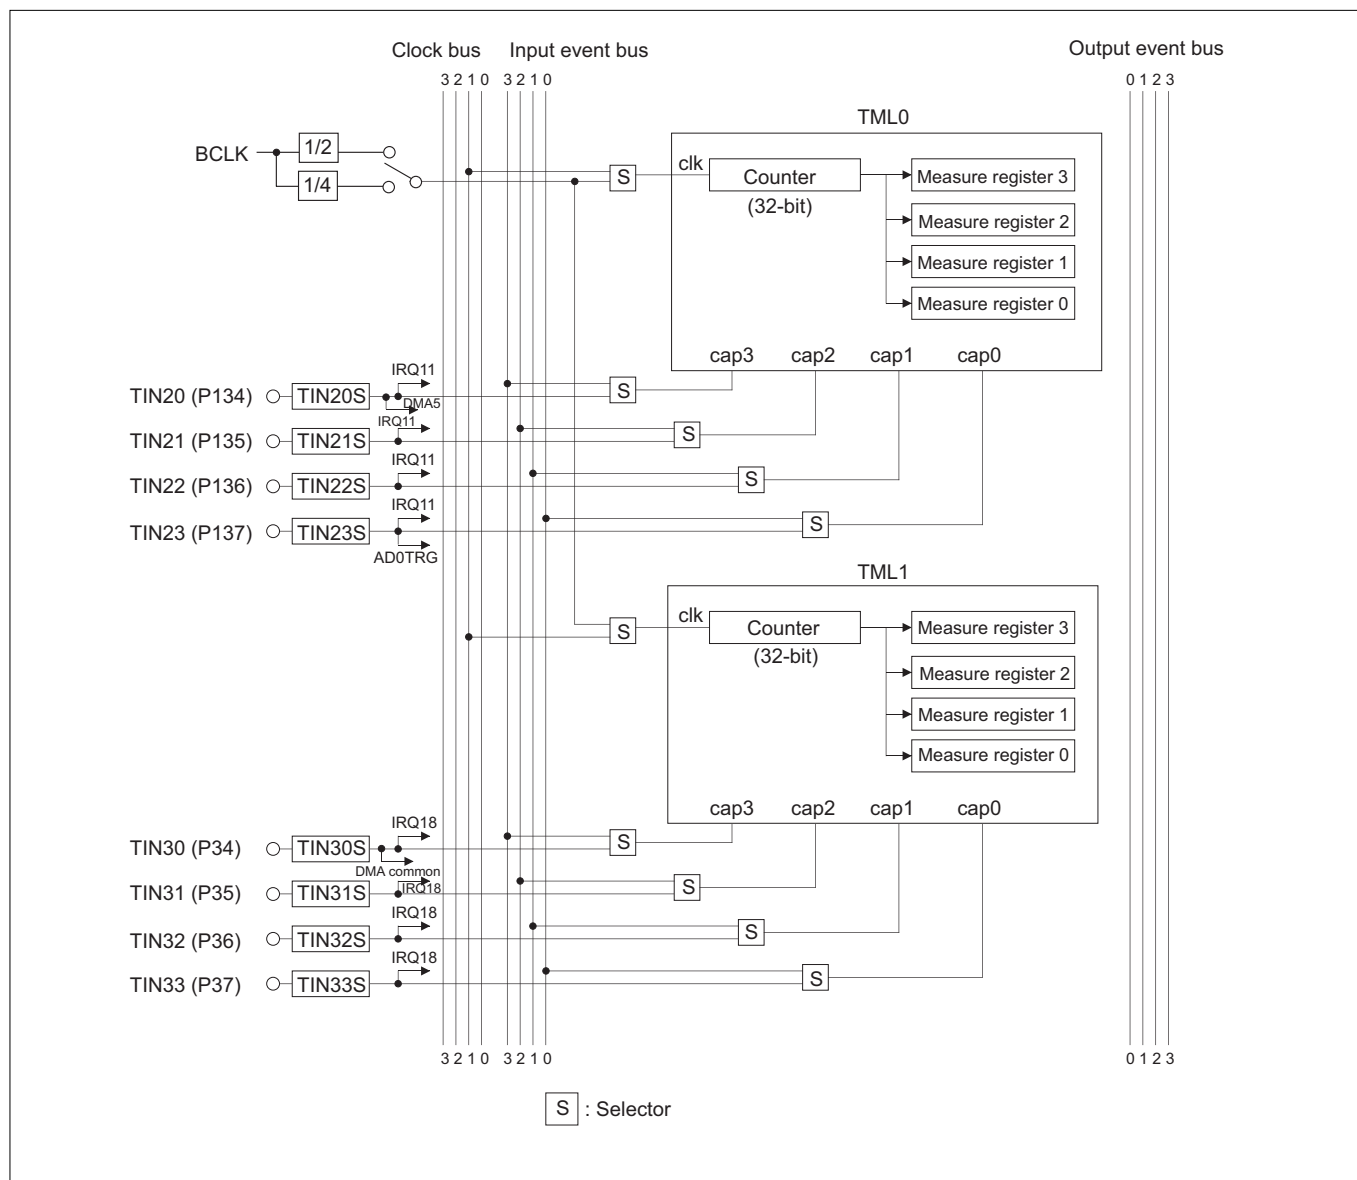 Clock bus Input event bus Output event bus
3 2 1 0 3 2 1 0 0 1 2 3
TML0
BCLK 1/2
1/4
S clk Counter
(32-bit)
Measure register 3
Measure register 2
Measure register 1
Measure register 0
cap3 cap2 cap1 cap0
IRQ11
TIN20 (P134) TIN20S S
DMA5
IRQ11
TIN21 (P135) TIN21S S
IRQ11
TIN22 (P136) TIN22S S
IRQ11
TIN23 (P137) TIN23S S
AD0TRG
TML1
S clk Counter
(32-bit)
Measure register 3
Measure register 2
Measure register 1
Measure register 0
cap3 cap2 cap1 cap0
IRQ18
TIN30 (P34) TIN30S S
DMA common
IRQ18
TIN31 (P35) TIN31S S
IRQ18
TIN32 (P36) TIN32S S
IRQ18
TIN33 (P37) TIN33S S
3 2 1 0 3 2 1 0 0 1 2 3
S : Selector